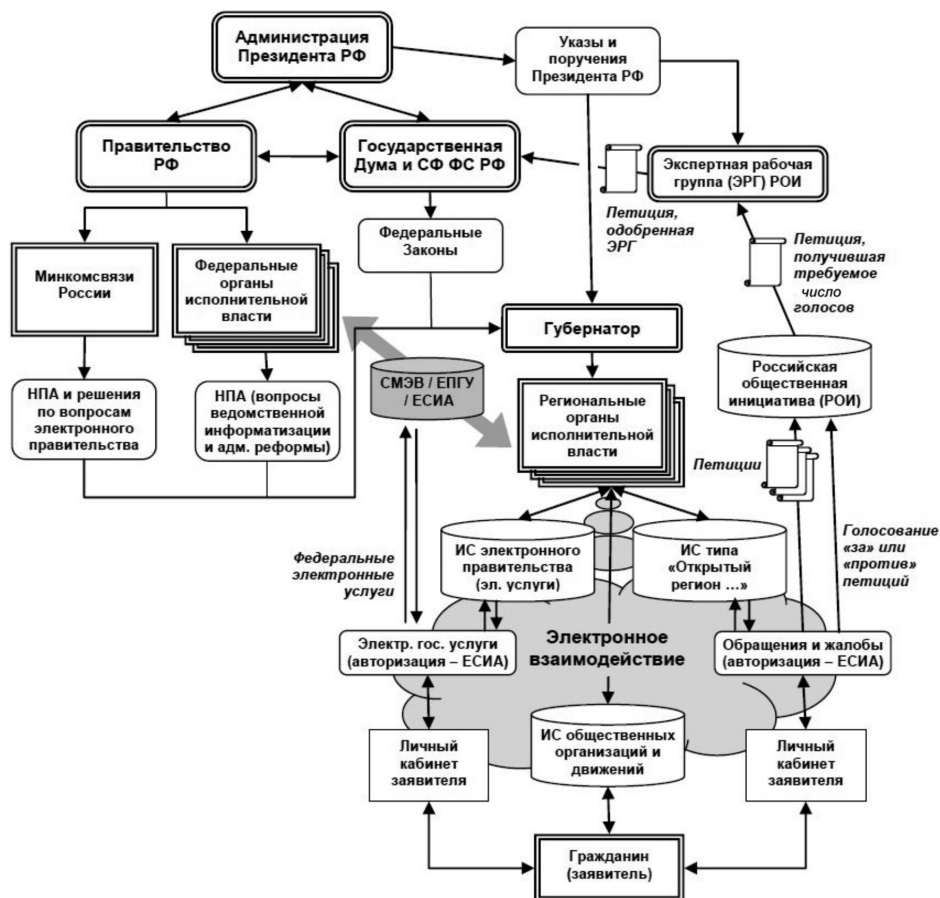 Администрация
Президента РФ
Указы и
поручения
Президента РФ
Правительство
РФ
Государственная
Дума и СФ ФС РФ
Экспертная рабочая
группа (ЭРГ) РОИ
Петиция,
одобренная
ЭРГ
Петиция,
получившая
требуемое
число
голосов
Федеральные
Законы
Минкомсвязи
России
Федеральные
органы
исполнительной
власти
Губернатор
СМЭВ / ЕПГУ
/ ЕСИА
Российская
общественная
инициатива (РОИ)
НПА и решения
по вопросам
электронного
правительства
НПА (вопросы
ведомственной
информатизации
и адм. реформы)
Региональные
органы
исполнительной
власти
Петиции
Федеральные
электронные
услуги
ИС электронного
правительства
(эл. услуги)
ИС типа
«Открытый
регион ...»
Голосование
«за» или
«против»
петиций
Электр. гос. услуги
(авторизация – ЕСИА)
Электронное
взаимодействие
Обращения и жалобы
(авторизация – ЕСИА)
Личный
кабинет
заявителя
ИС общественных
организаций и
движений
Личный
кабинет
заявителя
Гражданин
(заявитель)